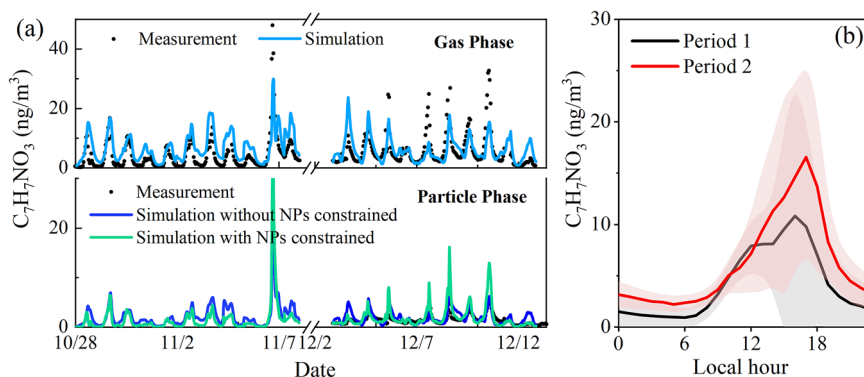 (a)
Measurement
Simulation
Gas Phase
C₇H₇NO₃ (ng/m³)
40
20
0
Measurement
Particle Phase
Simulation without NPs constrained
Simulation with NPs constrained
20
0
10/28
11/2
11/7
12/2
12/7
12/12
Date
(b)
Period 1
Period 2
C₇H₇NO₃ (ng/m³)
30
20
10
0
0
6
12
18
Local hour